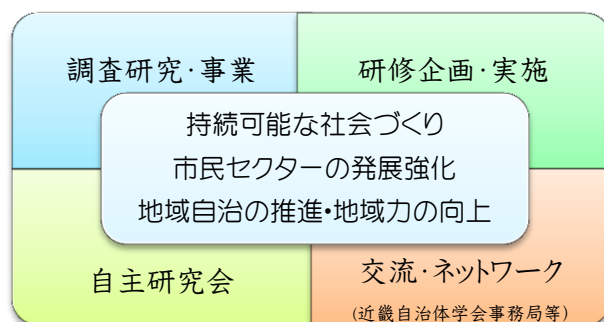 調査研究・事業
研修企画・実施
持続可能な社会づくり
市民セクターの発展強化
地域自治の推進・地域力の向上
自主研究会
交流・ネットワーク
(近畿自治体学会事務局等)